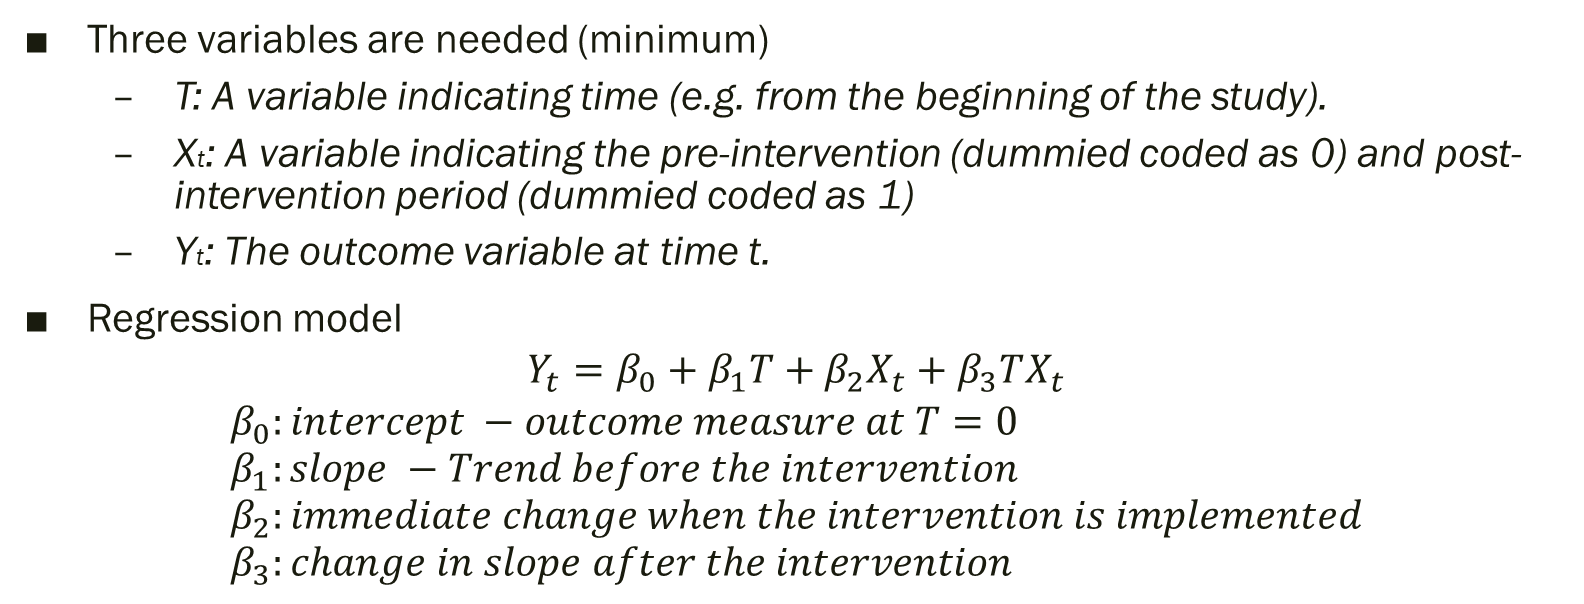 ■ Three variables are needed (minimum)
– T: A variable indicating time (e.g. from the beginning of the study).
– Xₜ: A variable indicating the pre-intervention (dummied coded as 0) and post-
intervention period (dummied coded as 1)
– Yₜ: The outcome variable at time t.
■ Regression model
Yₜ = β₀ + β₁T + β₂Xₜ + β₃TXₜ
β₀: intercept − outcome measure at T = 0
β₁: slope − Trend before the intervention
β₂: immediate change when the intervention is implemented
β₃: change in slope after the intervention